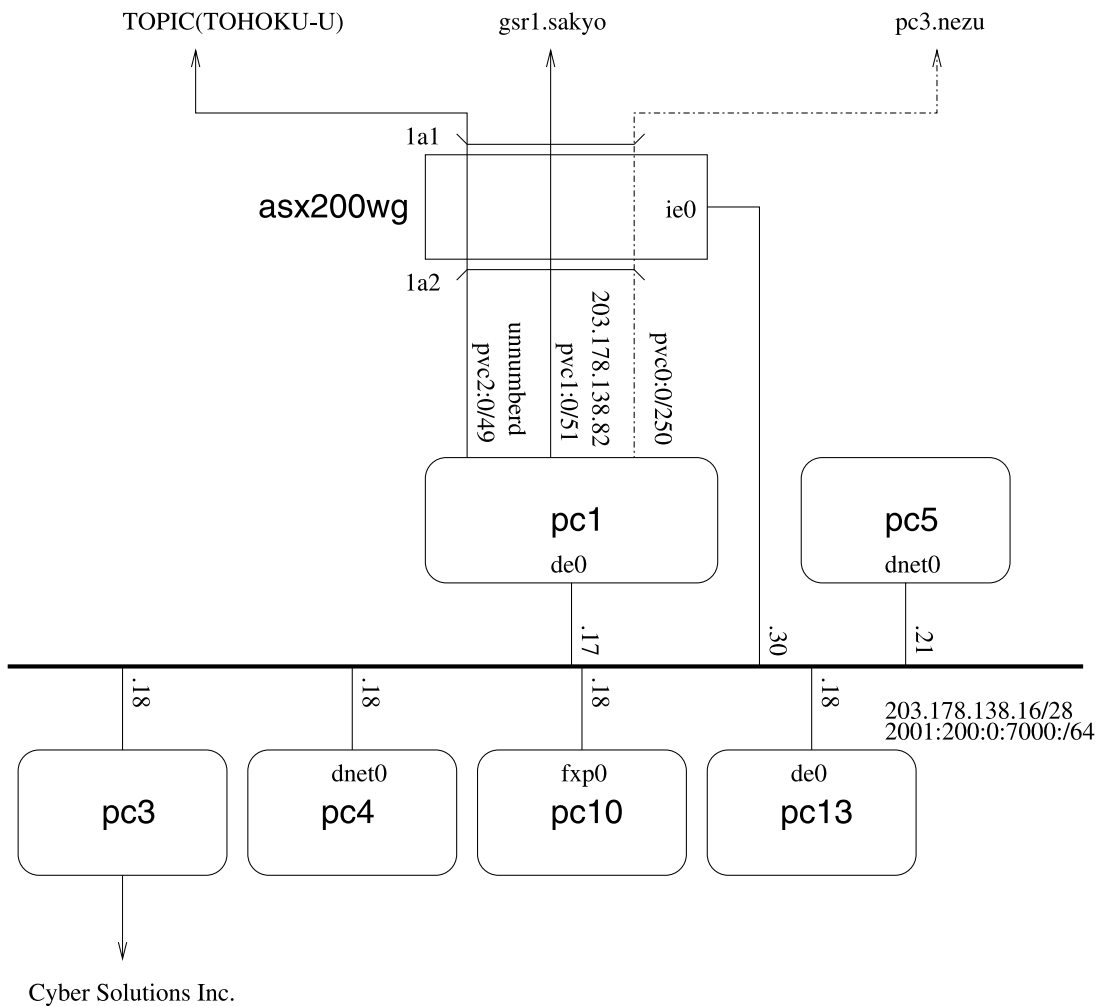 TOPIC(TOHOKU-U)
gsr1.sakyo
pc3.nezu
1a1
asx200wg
ie0
1a2
pvc2:0/49
unnumberd
pvc1:0/51
203.178.138.82
pvc0:0/250
pc1
de0
pc5
dnet0
.17
.30
.21
.18
.18
.18
.18
203.178.138.16/28
2001:200:0:7000:/64
pc3
dnet0
pc4
fxp0
pc10
de0
pc13
Cyber Solutions Inc.